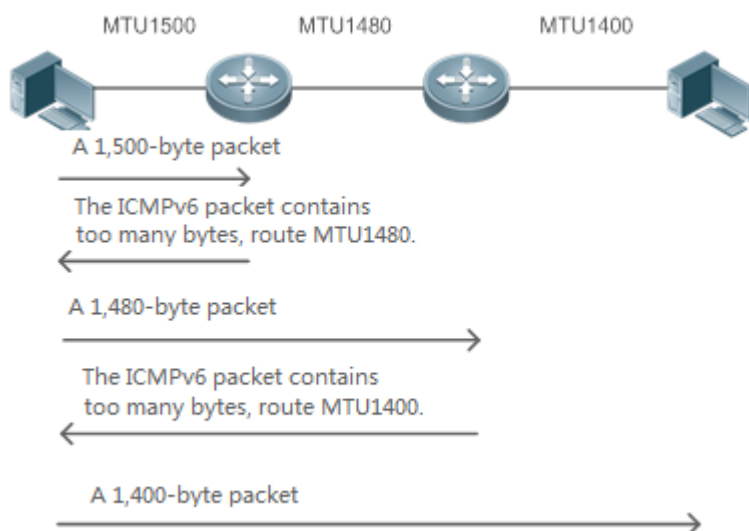 MTU1500
MTU1480
MTU1400
A 1,500-byte packet
The ICMPv6 packet contains
too many bytes, route MTU1480.
A 1,480-byte packet
The ICMPv6 packet contains
too many bytes, route MTU1400.
A 1,400-byte packet